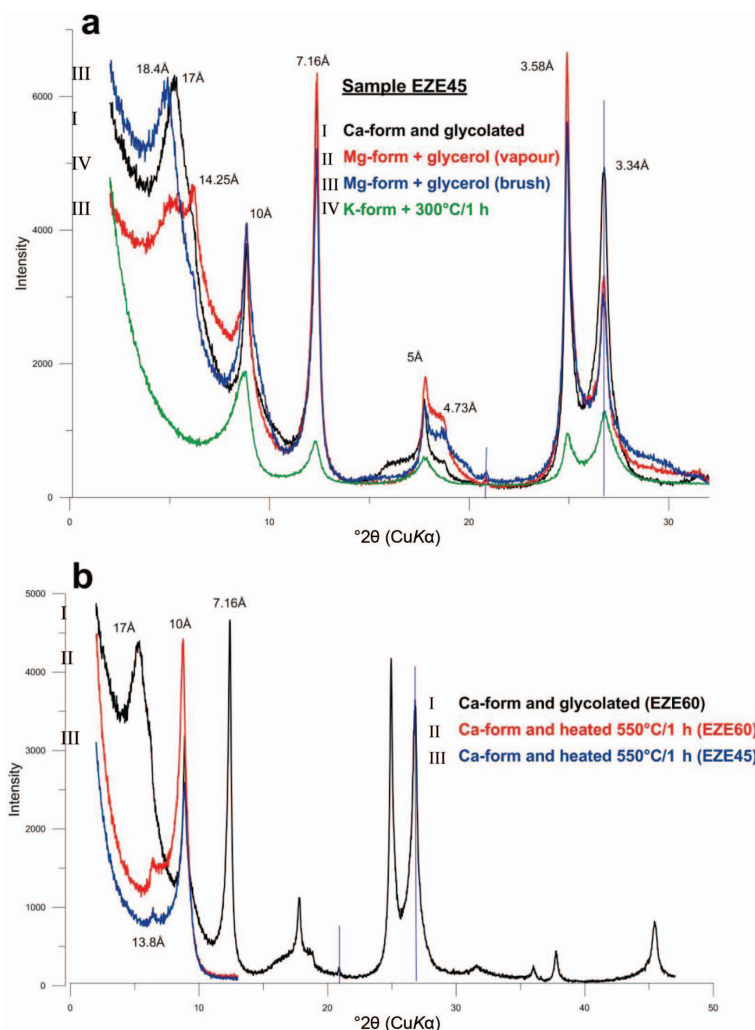 a
III
18.4Å
17Å
7.16Å
3.58Å
Sample EZE45
6000
I
I Ca-form and glycolated
II Mg-form + glycerol (vapour)
III Mg-form + glycerol (brush)
IV K-form + 300°C/1 h
3.34Å
IV
14.25Å
III
10Å
4000
Intensity
2000
5Å
4.73Å
0
0
10
20
30
°2θ (CuKα)
b
5000
I
17Å
10Å
7.16Å
II
4000
I Ca-form and glycolated (EZE60)
II Ca-form and heated 550°C/1 h (EZE60)
III Ca-form and heated 550°C/1 h (EZE45)
III
3000
Intensity
2000
1000
13.8Å
0
0
10
20
30
40
50
°2θ (CuKα)